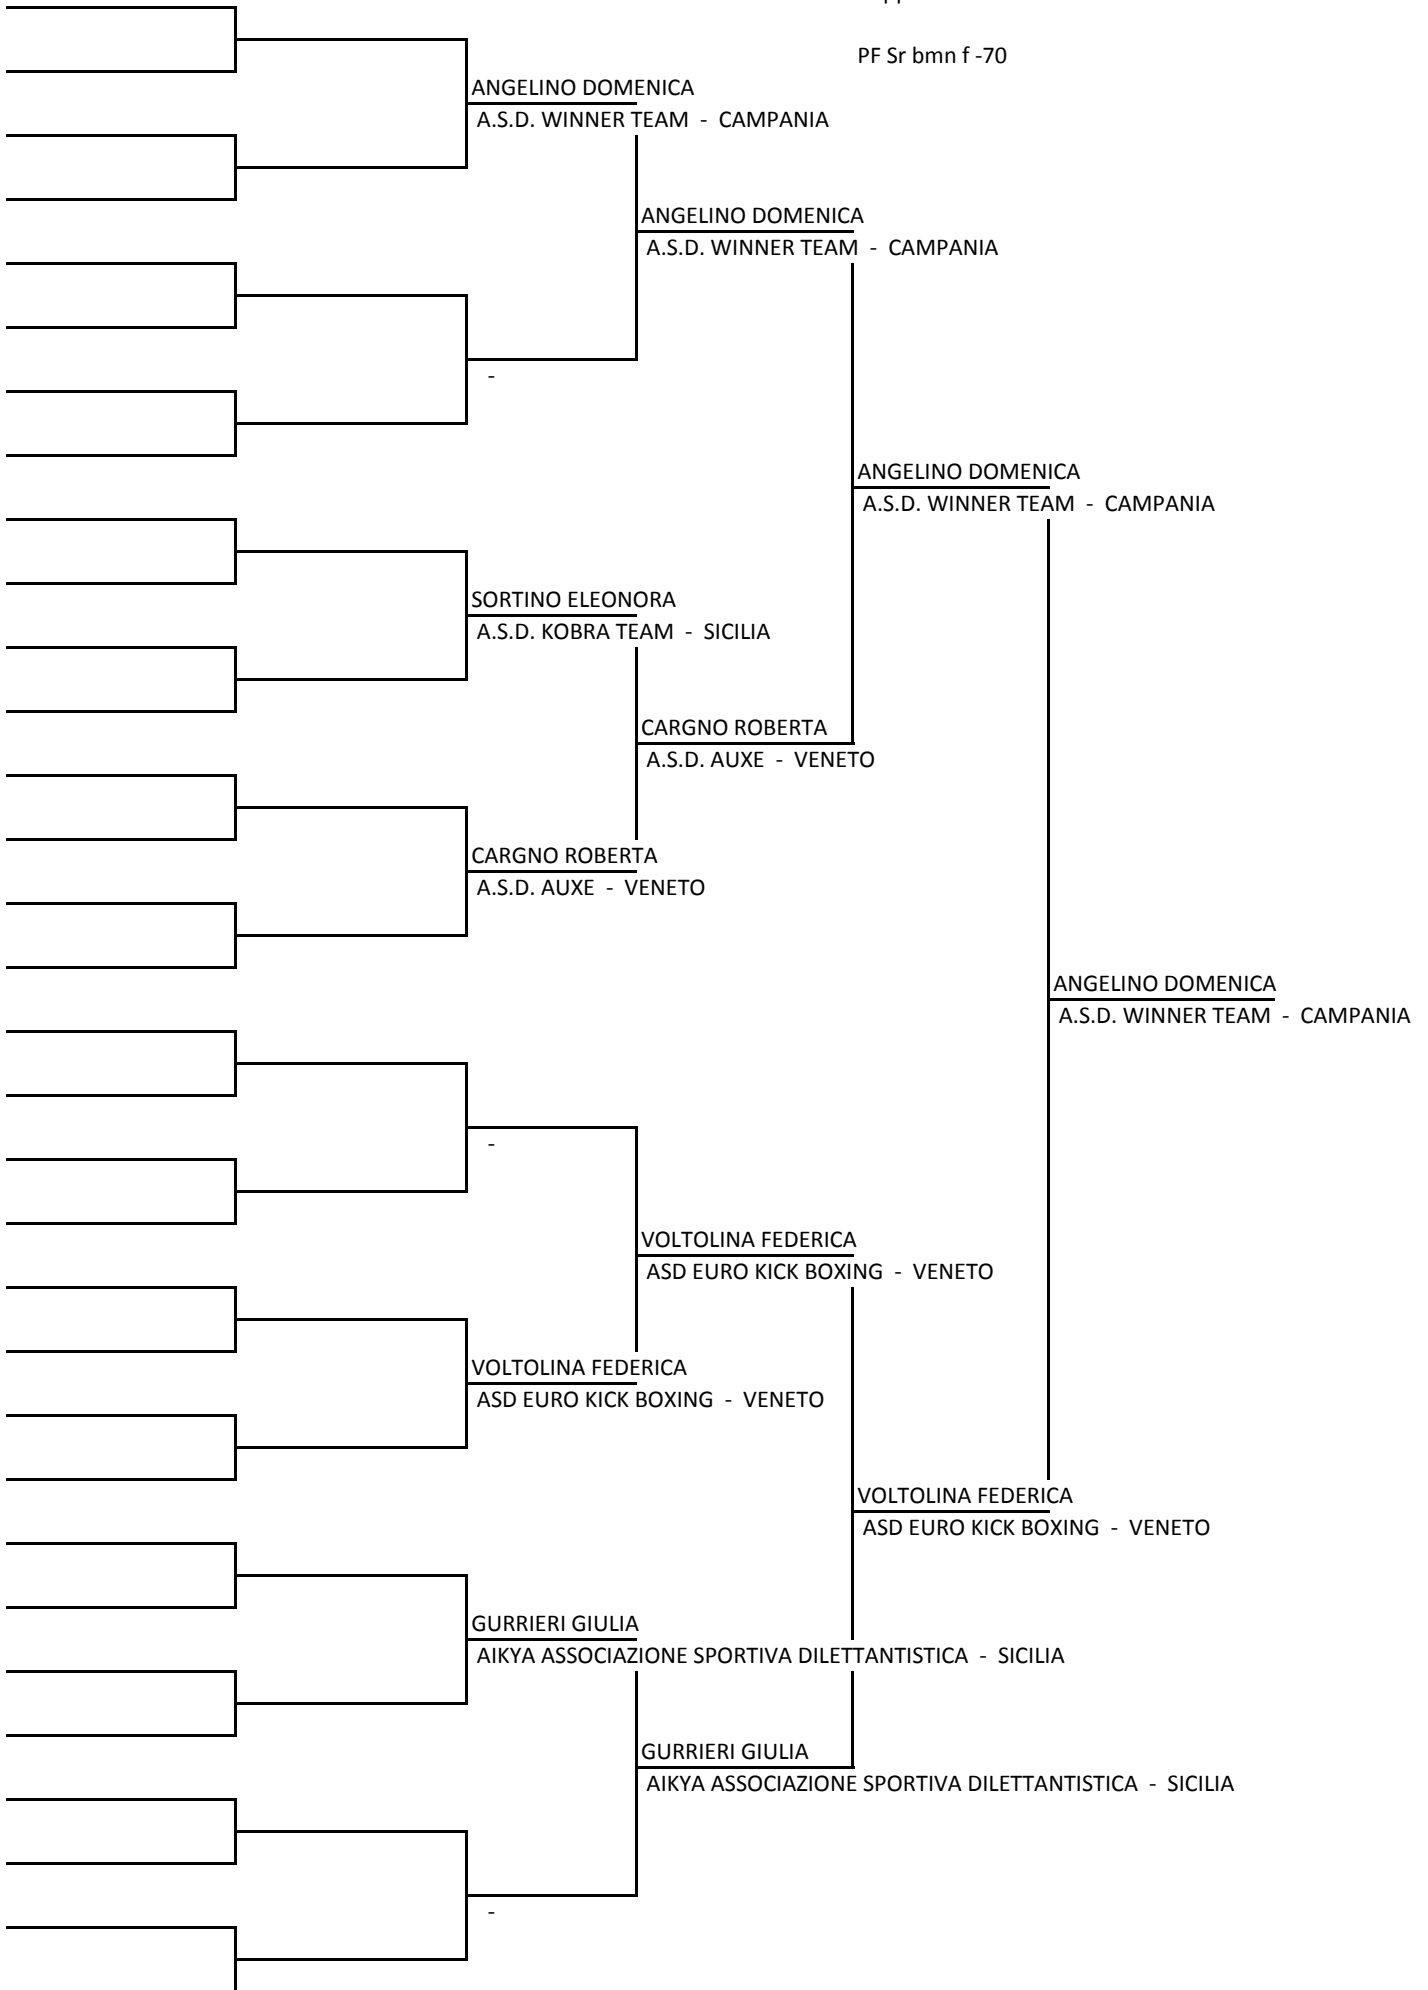 PF Sr bmn f -70
ANGELINO DOMENICA
A.S.D. WINNER TEAM - CAMPANIA
ANGELINO DOMENICA
A.S.D. WINNER TEAM - CAMPANIA
-
ANGELINO DOMENICA
A.S.D. WINNER TEAM - CAMPANIA
SORTINO ELEONORA
A.S.D. KOBRA TEAM - SICILIA
CARGNO ROBERTA
A.S.D. AUXE - VENETO
CARGNO ROBERTA
A.S.D. AUXE - VENETO
ANGELINO DOMENICA
A.S.D. WINNER TEAM - CAMPANIA
-
VOLTOLINA FEDERICA
ASD EURO KICK BOXING - VENETO
VOLTOLINA FEDERICA
ASD EURO KICK BOXING - VENETO
VOLTOLINA FEDERICA
ASD EURO KICK BOXING - VENETO
GURRIERI GIULIA
AIKYA ASSOCIAZIONE SPORTIVA DILETTANTISTICA - SICILIA
GURRIERI GIULIA
AIKYA ASSOCIAZIONE SPORTIVA DILETTANTISTICA - SICILIA
-